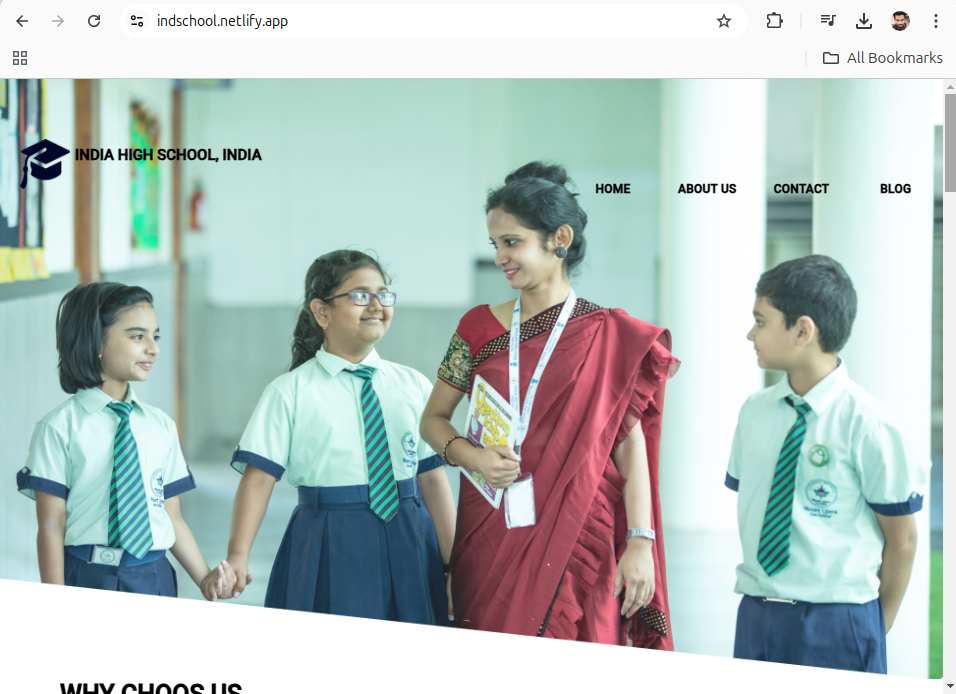 indschool.netlify.app
All Bookmarks
INDIA HIGH SCHOOL, INDIA
HOME ABOUT US CONTACT BLOG
WHY CHOOS US